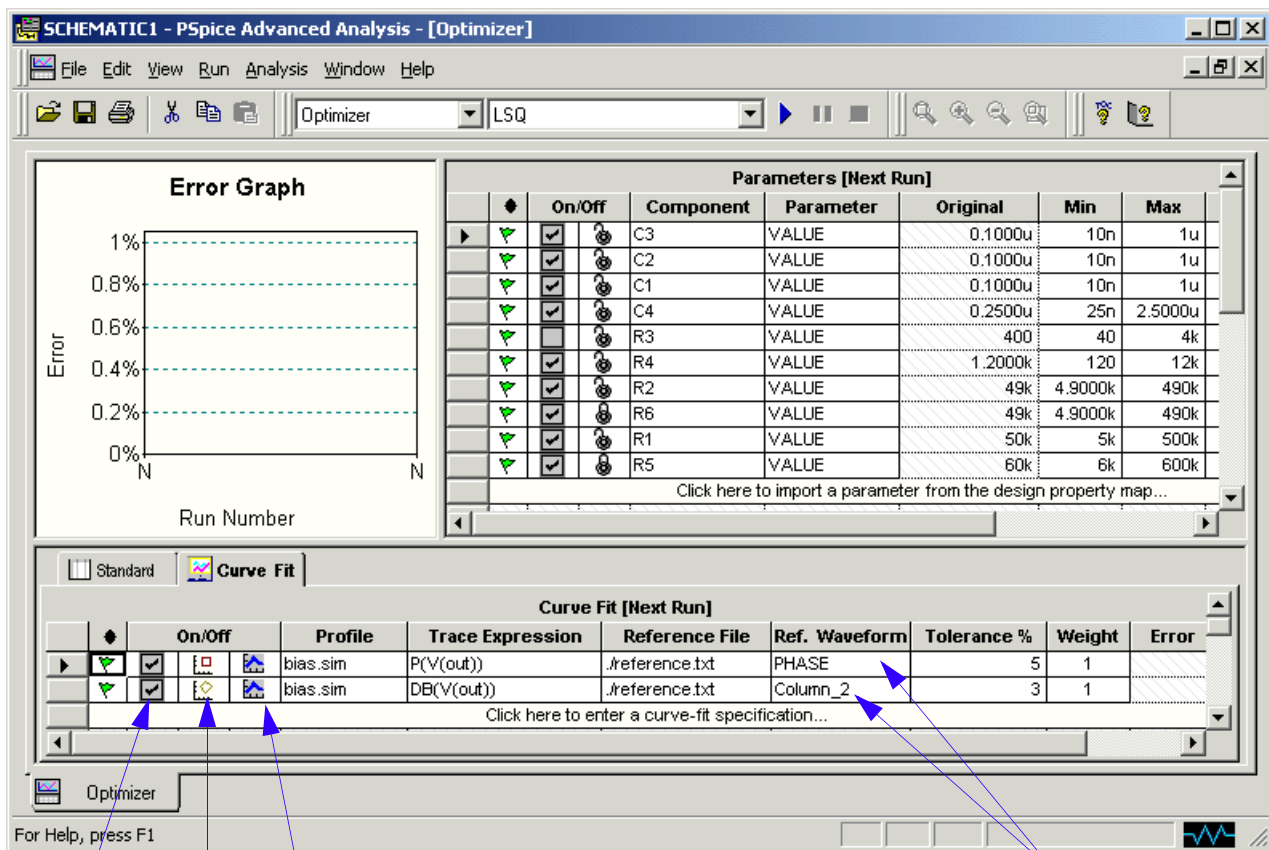 SCHEMATIC1 - PSpice Advanced Analysis - [Optimizer]
File Edit View Run Analysis Window Help
Optimizer LSQ
Error Graph
1%
0.8%
0.6%
0.4%
0.2%
0%
Error
N N
Run Number
Parameters [Next Run]
On/Off Component Parameter Original Min Max
C3 VALUE 0.1000u 10n 1u
C2 VALUE 0.1000u 10n 1u
C1 VALUE 0.1000u 10n 1u
C4 VALUE 0.2500u 25n 2.5000u
R3 VALUE 400 40 4k
R4 VALUE 1.2000k 120 12k
R2 VALUE 49k 4.9000k 490k
R6 VALUE 49k 4.9000k 490k
R1 VALUE 50k 5k 500k
R5 VALUE 60k 6k 600k
Click here to import a parameter from the design property map...
Standard Curve Fit
Curve Fit [Next Run]
On/Off Profile Trace Expression Reference File Ref. Waveform Tolerance % Weight Error
bias.sim P(V(out)) ./reference.txt PHASE 5 1
bias.sim DB(V(out)) ./reference.txt Column_2 3 1
Click here to enter a curve-fit specification...
Optimizer
For Help, press F1